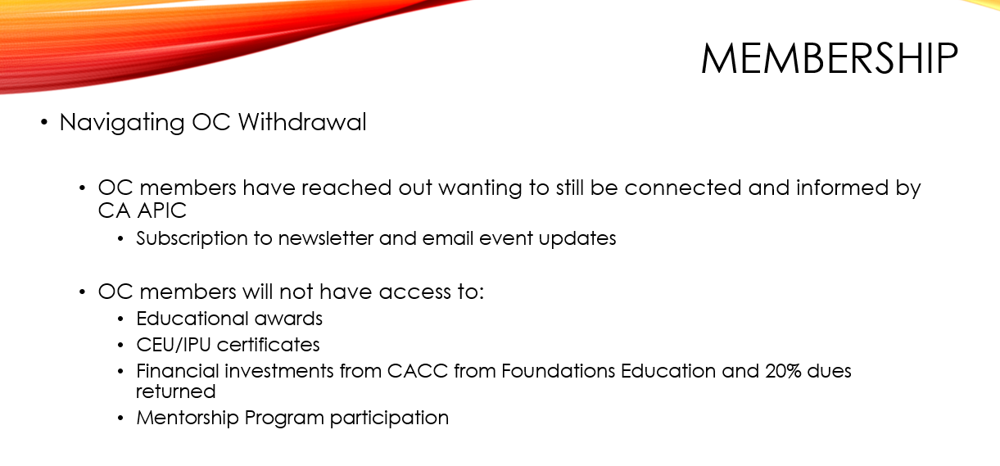 MEMBERSHIP
• Navigating OC Withdrawal
• OC members have reached out wanting to still be connected and informed by
CA APIC
• Subscription to newsletter and email event updates
• OC members will not have access to:
• Educational awards
• CEU/IPU certificates
• Financial investments from CACC from Foundations Education and 20% dues
returned
• Mentorship Program participation